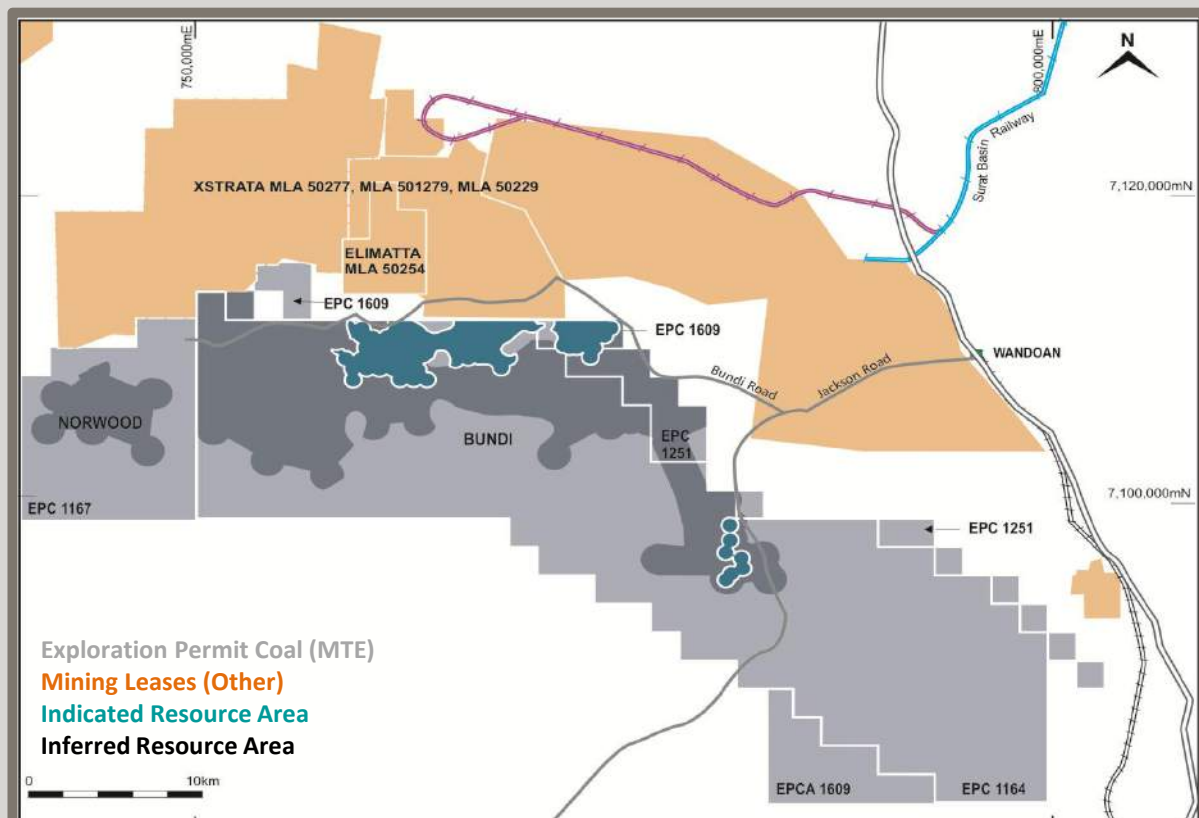 750,000mE
800,000mE
N
Surat Basin Railway
XSTRATA MLA 50277, MLA 501279, MLA 50229
7,120,000mN
ELIMATTA
MLA 50254
EPC 1609
EPC 1609
WANDOAN
Bundi Road
Jackson Road
NORWOOD
BUNDI
EPC
1251
EPC 1167
7,100,000mN
EPC 1251
Exploration Permit Coal (MTE)
Mining Leases (Other)
Indicated Resource Area
Inferred Resource Area
0
10km
EPCA 1609
EPC 1164